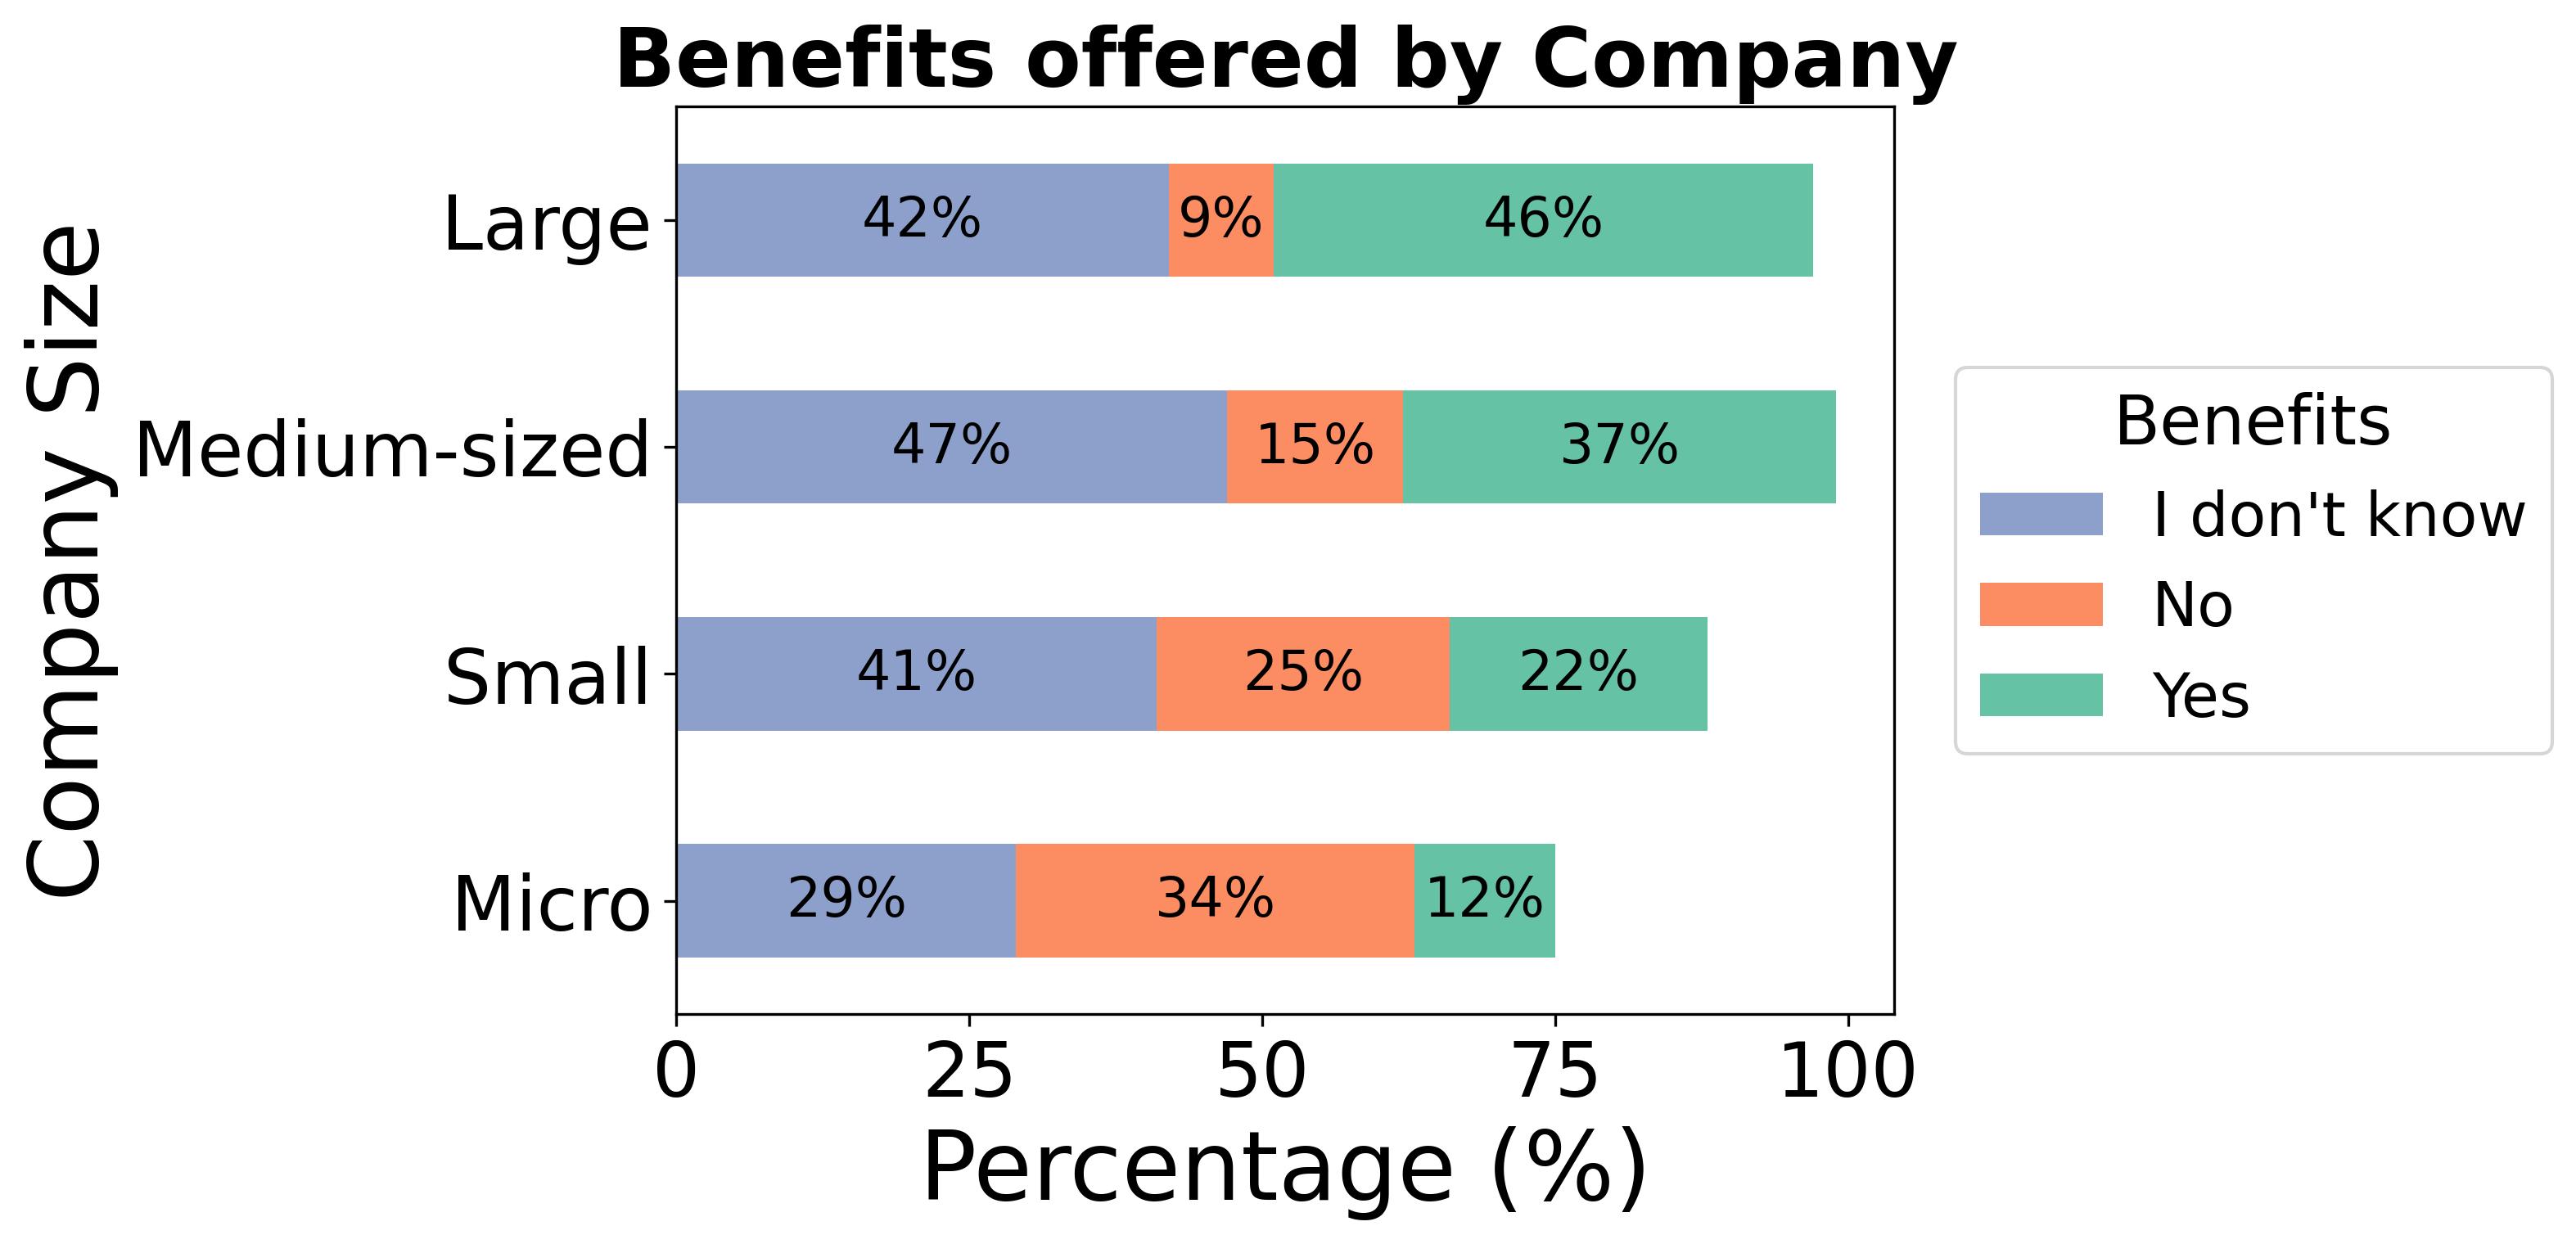 Benefits offered by Company
Company Size
Large
42% 9% 46%
Medium-sized
47% 15% 37%
Small
41% 25% 22%
Micro
29% 34% 12%
0 25 50 75 100
Percentage (%)
Benefits
I don't know
No
Yes